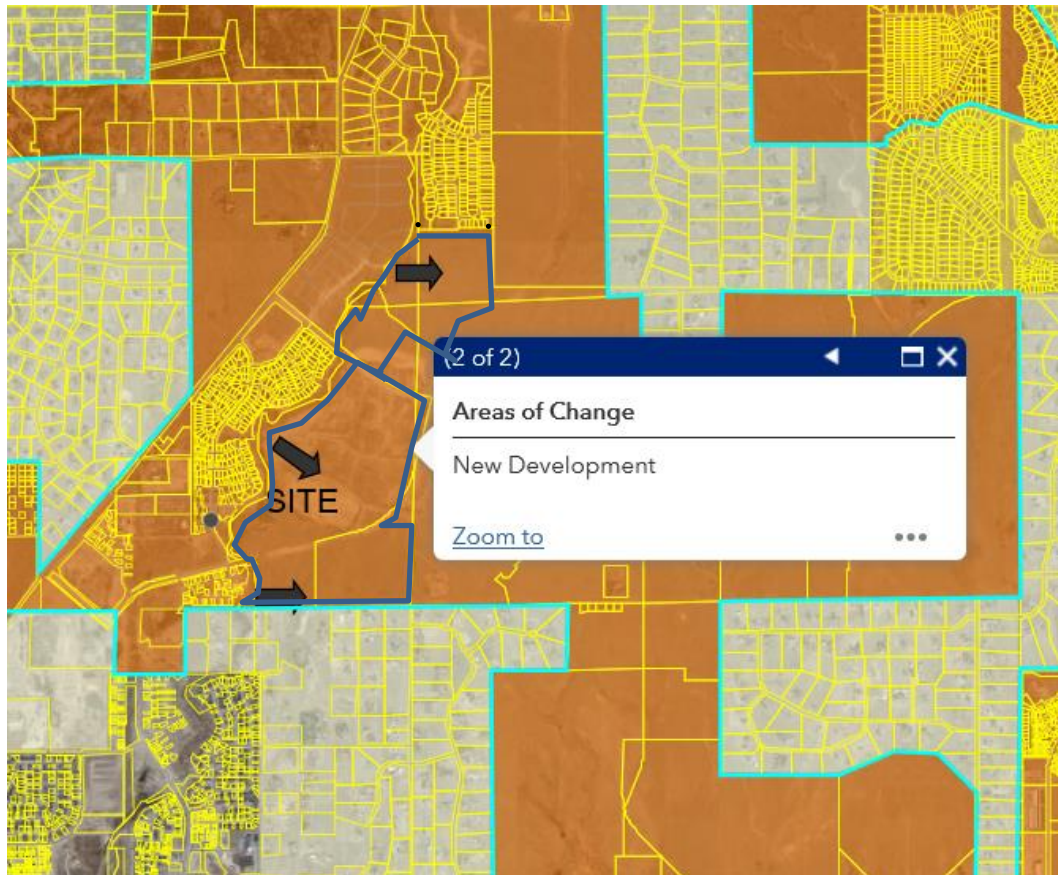 (2 of 2)
Areas of Change
New Development
SITE
Zoom to